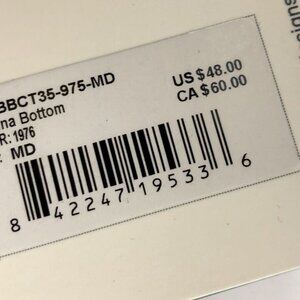 BBCT35-975-MD
na Bottom
R: 1976
: MD
US $48.00
CA $60.00
8 42247 19533 6